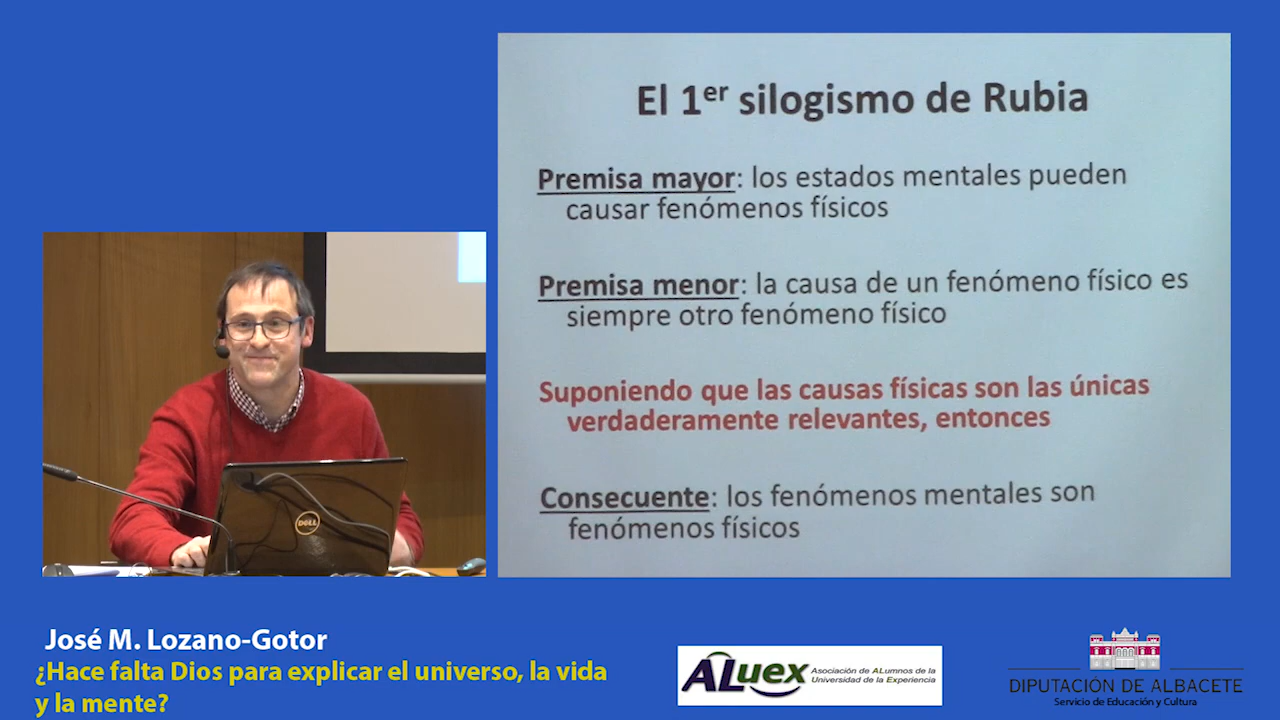 El 1er silogismo de Rubia
Premisa mayor: los estados mentales pueden
causar fenómenos físicos
Premisa menor: la causa de un fenómeno físico es
siempre otro fenómeno físico
Suponiendo que las causas físicas son las únicas
verdaderamente relevantes, entonces
Consecuente: los fenómenos mentales son
fenómenos físicos
DELL
José M. Lozano-Gotor
¿Hace falta Dios para explicar el universo, la vida
y la mente?
ALuex
Asociación de ALumnos de la
Universidad de la Experiencia
DIPUTACIÓN DE ALBACETE
Servicio de Educación y Cultura